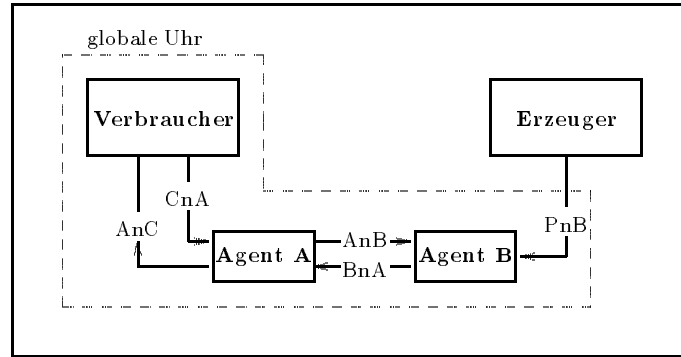 globale Uhr
Verbraucher
Erzeuger
CnA
AnC
PnB
AnB
Agent A
Agent B
BnA